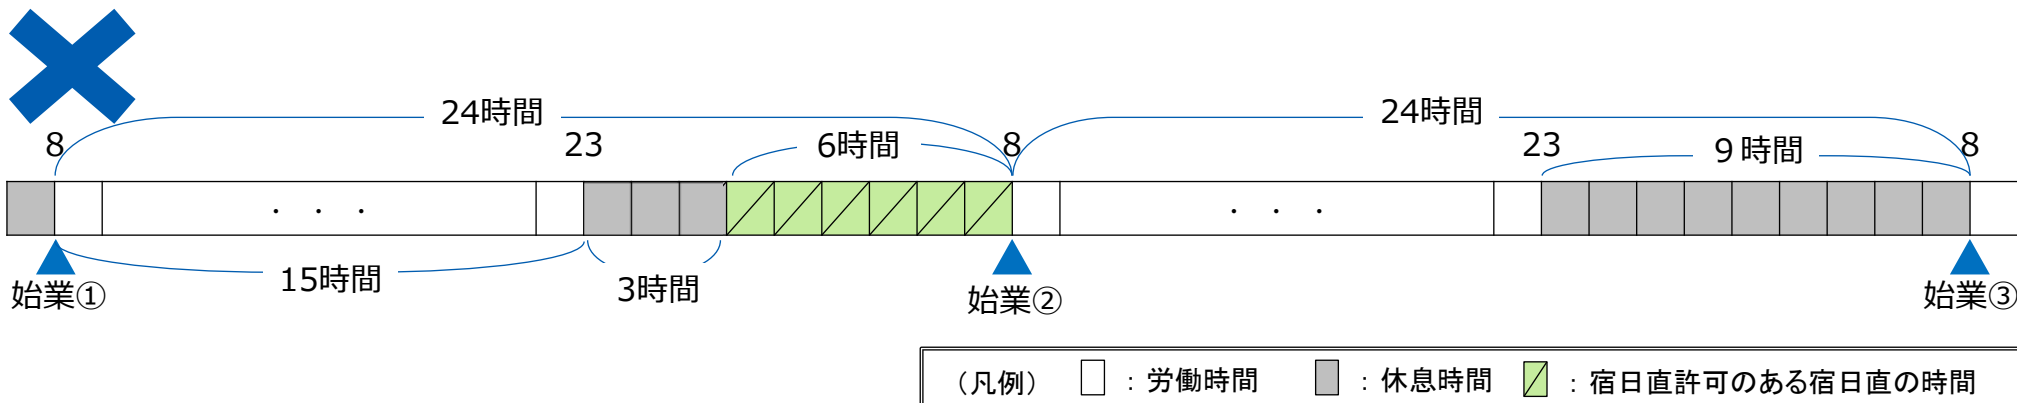 24時間
24時間
8
23
6時間
8
23
9時間
8
・・・
・・・
15時間
3時間
始業①
始業②
始業③
（凡例）
：労働時間
：休息時間
：宿日直許可のある宿日直の時間